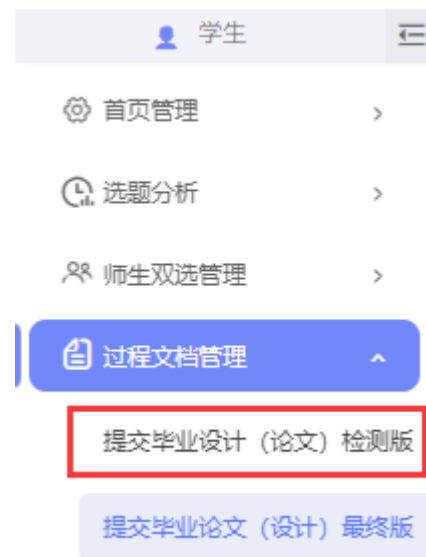 学生
首页管理
选题分析
师生双选管理
过程文档管理
提交毕业设计（论文）检测版
提交毕业论文（设计）最终版